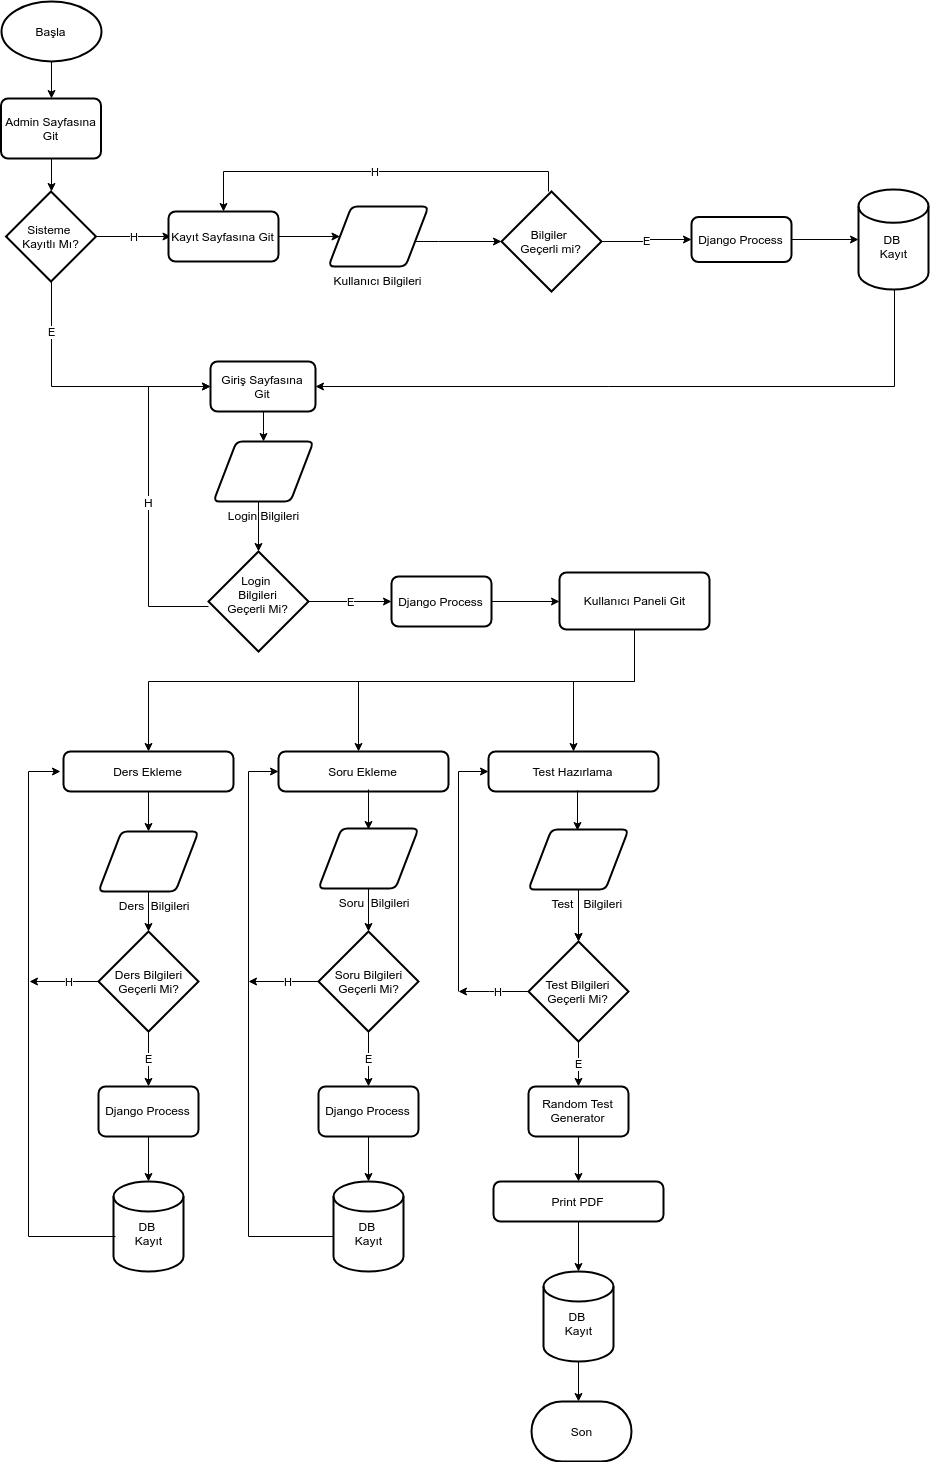 Başla
Admin Sayfasına
Git
Sisteme
Kayıtlı Mı?
H
Kayıt Sayfasına Git
Kullanıcı Bilgileri
H
Bilgiler
Geçerli mi?
E
Django Process
DB
Kayıt
E
Giriş Sayfasına
Git
Login Bilgileri
H
Login
Bilgileri
Geçerli Mi?
E
Django Process
Kullanıcı Paneli Git
Ders Ekleme
Ders Bilgileri
Ders Bilgileri
Geçerli Mi?
H
E
Django Process
DB
Kayıt
Soru Ekleme
Soru Bilgileri
Soru Bilgileri
Geçerli Mi?
H
E
Django Process
DB
Kayıt
Test Hazırlama
Test Bilgileri
Test Bilgileri
Geçerli Mi?
H
E
Random Test
Generator
Print PDF
DB
Kayıt
Son